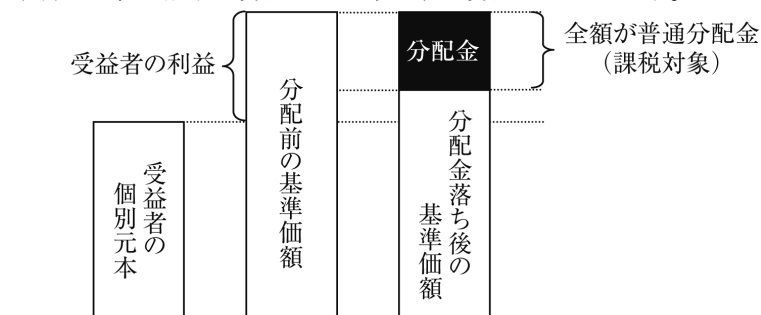 受益者の利益
分配金
全額が普通分配金
（課税対象）
受益者の
個別元本
分配前の基準価額
分配金落ち後の
基準価額